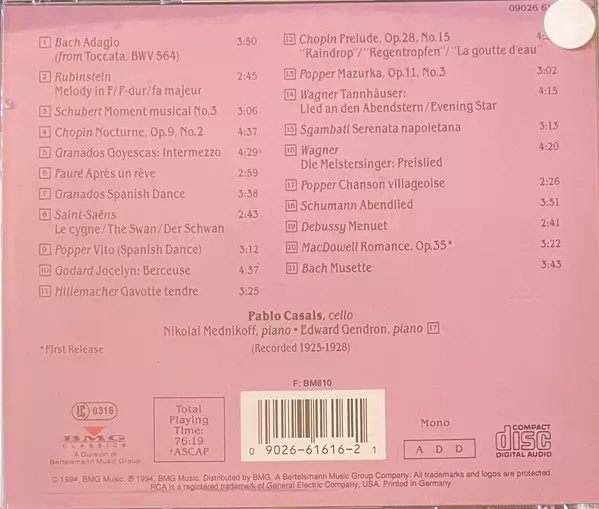 09026
1 Bach Adagio 3:50
(from Toccata, BWV 564)
2 Rubinstein 2:45
Melody in F/F-dur/fa majeur
3 Schubert Moment musical No.3 3:06
4 Chopin Nocturne, Op.9, No.2 4:37
5 Granados Goyescas: Intermezzo 4:29†
6 Fauré Après un rêve 2:59
7 Granados Spanish Dance 3:38
8 Saint-Saëns 2:43
Le cygne/The Swan/Der Schwan
9 Popper Vito (Spanish Dance) 3:12
10 Godard Jocelyn: Berceuse 4:37
11 Hillemacher Gavotte tendre 3:25
12 Chopin Prelude, Op.28, No.15
"Raindrop"/"Regentropfen"/"La goutte d'eau"
13 Popper Mazurka, Op.11, No.3 3:02
14 Wagner Tannhäuser: 4:15
Lied an den Abendstern/Evening Star
15 Sgambati Serenata napoletana 3:13
16 Wagner 4:20
Die Meistersinger: Preislied
17 Popper Chanson villageoise 2:26
18 Schumann Abendlied 3:51
19 Debussy Menuet 2:41
20 MacDowell Romance, Op.35* 3:22
21 Bach Musette 3:43
Pablo Casals, cello
Nikolai Mednikoff, piano • Edward Gendron, piano 17
*First Release
(Recorded 1925-1928)
F: BM610
LC 0316
BMG
CLASSICS
A Division of
Bertelsmann Music Group
Total
Playing
Time:
76:19
†ASCAP
0 9026-61616-2 1
Mono
A D D
COMPACT
disc
DIGITAL AUDIO
© 1994, BMG Music. ℗ 1994, BMG Music. Distributed by BMG. A Bertelsmann Music Group Company. All trademarks and logos are protected.
RCA is a registered trademark of General Electric Company, USA. Printed in Germany